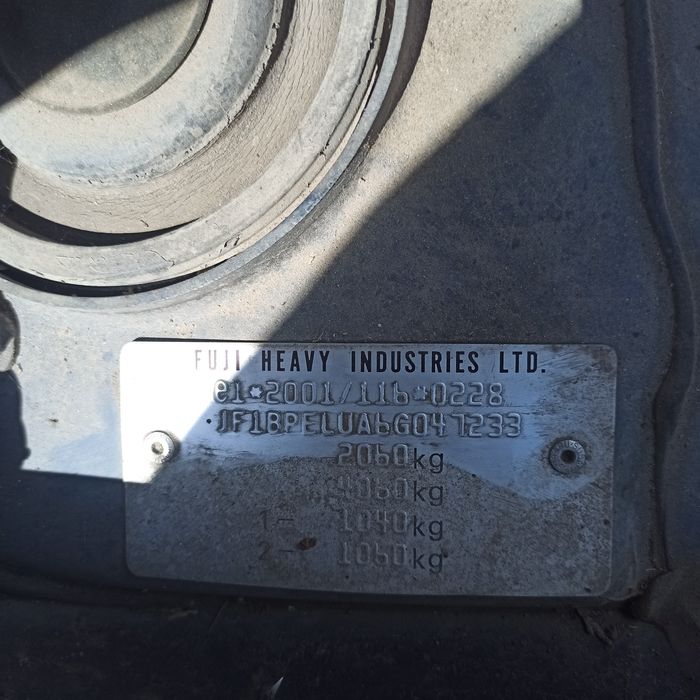 FUJI HEAVY INDUSTRIES LTD.
e1*2001/116*0228
JF1BPELUA6G047233
2060kg
4060kg
1- 1040kg
2- 1060kg